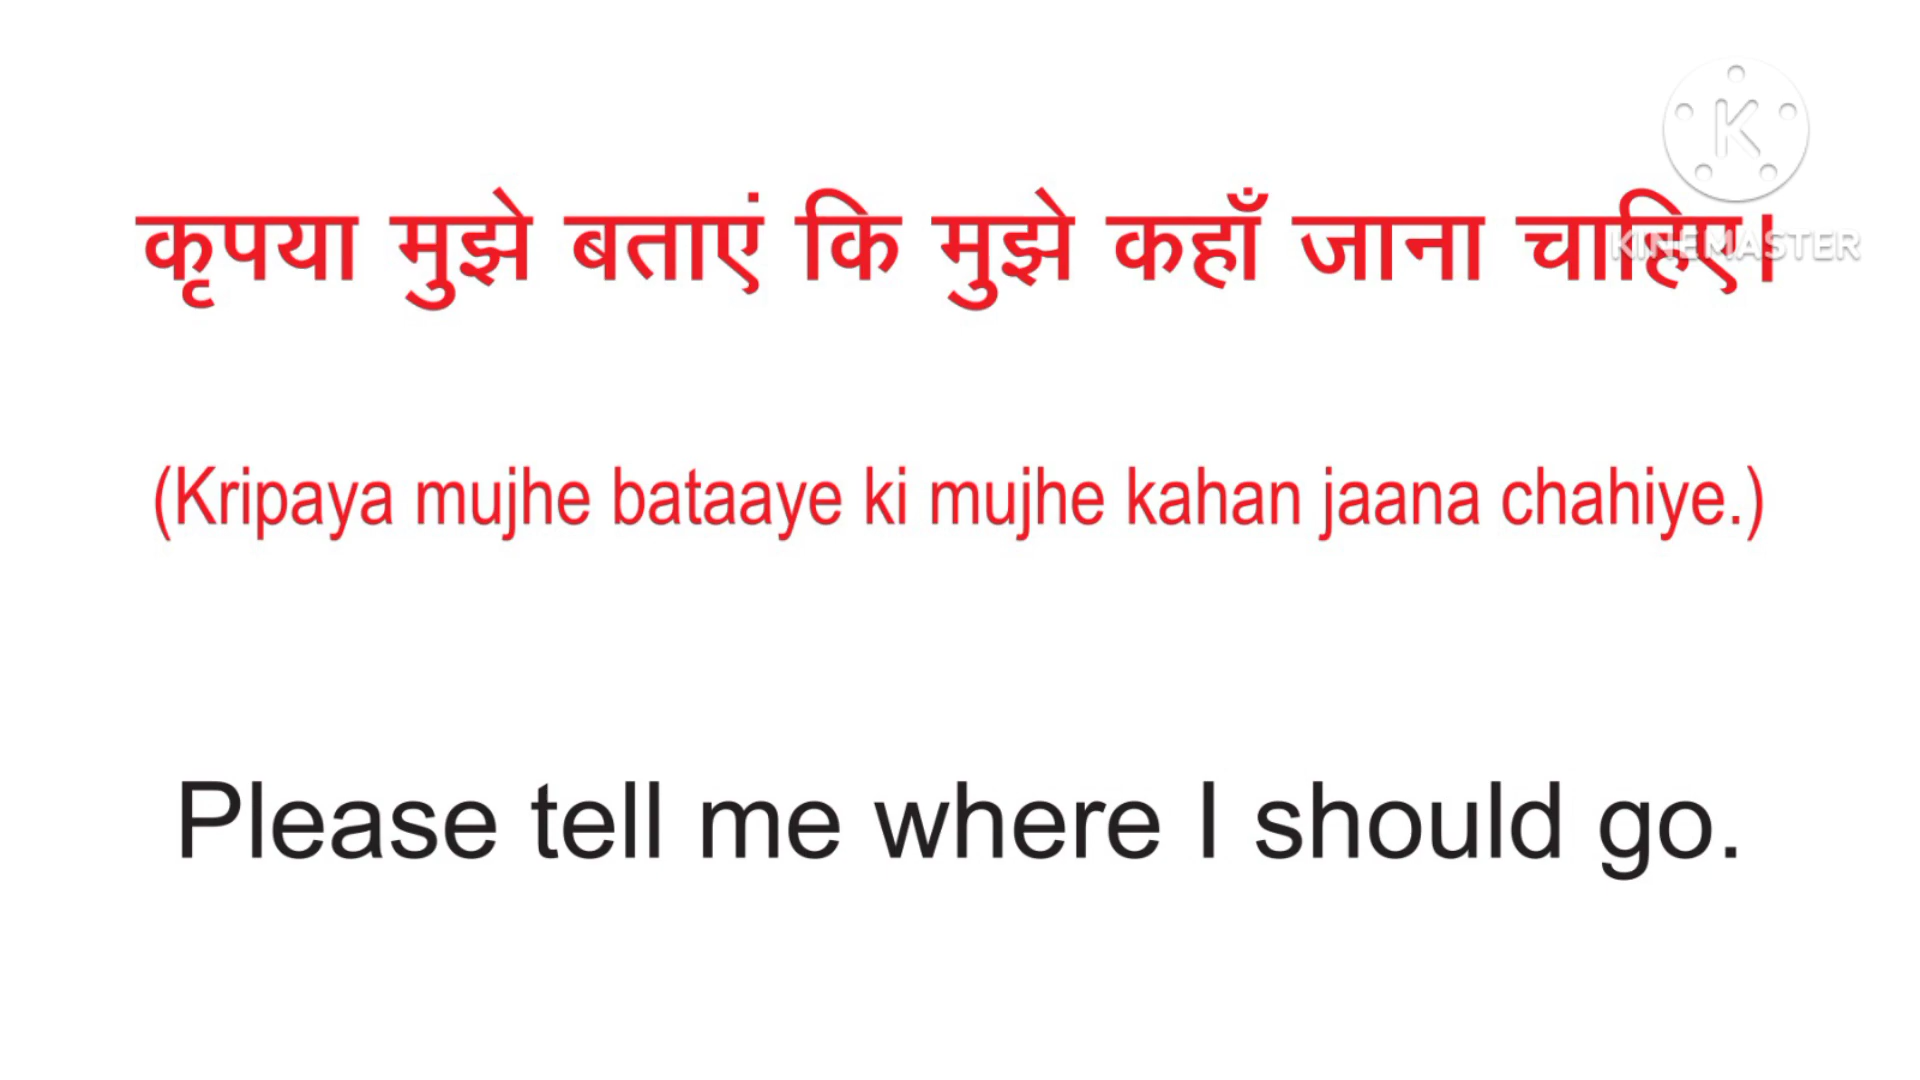 कृपया मुझे बताएं कि मुझे कहाँ जाना चाहिए।
(Kripaya mujhe bataaye ki mujhe kahan jaana chahiye.)
Please tell me where I should go.
K
KINEMASTER